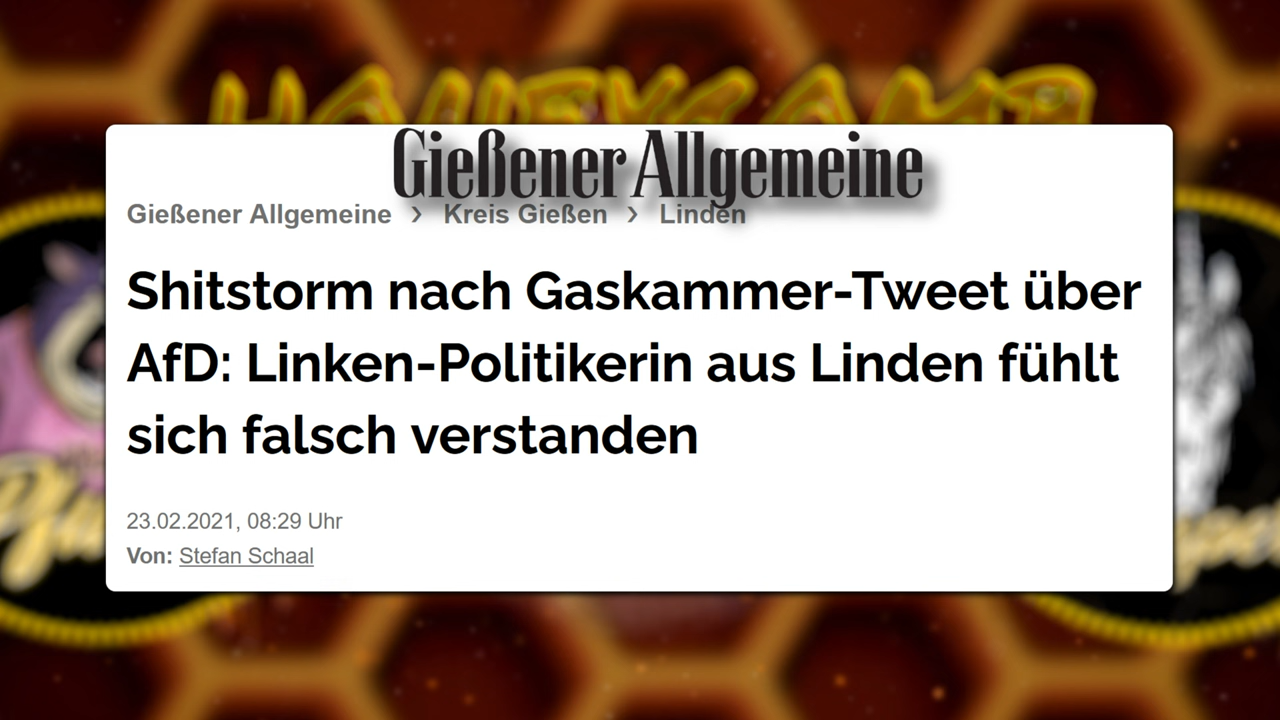 HONEYCAMP
Gießener Allgemeine
Gießener Allgemeine › Kreis Gießen › Linden
Shitstorm nach Gaskammer-Tweet über
AfD: Linken-Politikerin aus Linden fühlt
sich falsch verstanden
23.02.2021, 08:29 Uhr
Von: Stefan Schaal